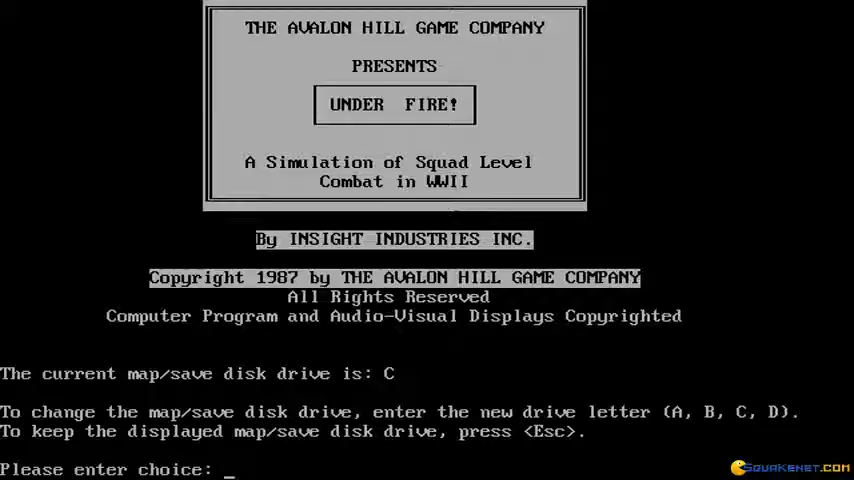 THE AVALON HILL GAME COMPANY
PRESENTS
UNDER FIRE!
A Simulation of Squad Level
Combat in WWII
By INSIGHT INDUSTRIES INC.
Copyright 1987 by THE AVALON HILL GAME COMPANY
All Rights Reserved
Computer Program and Audio-Visual Displays Copyrighted
The current map/save disk drive is: C
To change the map/save disk drive, enter the new drive letter (A, B, C, D).
To keep the displayed map/save disk drive, press <Esc>.
Please enter choice: _
SQUAKENET.COM